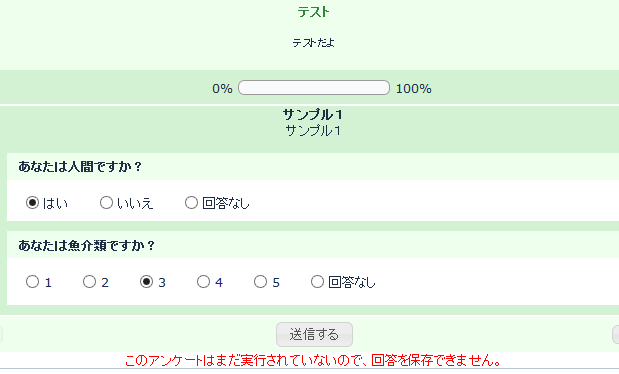 テスト
テストだよ
0% 100%
サンプル１
サンプル１
あなたは人間ですか？
はい いいえ 回答なし
あなたは魚介類ですか？
1 2 3 4 5 回答なし
送信する
このアンケートはまだ実行されていないので、回答を保存できません。